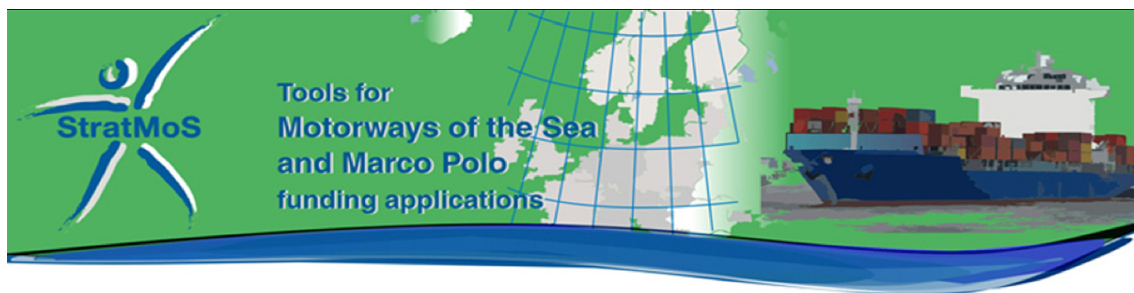 StratMoS
Tools for
Motorways of the Sea
and Marco Polo
funding applications